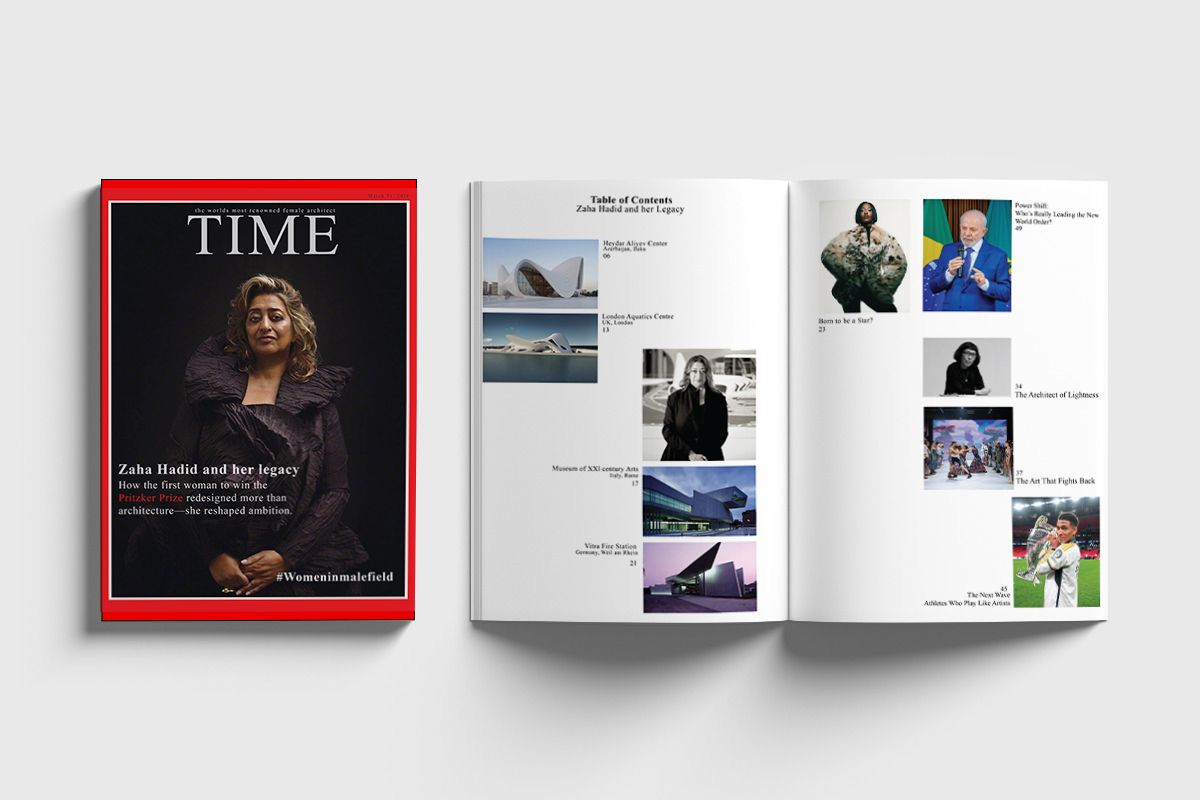 the worlds most renowned female architect
TIME
Zaha Hadid and her legacy
How the first woman to win the
Pritzker Prize redesigned more than
architecture—she reshaped ambition.
#Womeninmalefield
Table of Contents
Zaha Hadid and her Legacy
Heydar Aliyev Center
Azerbaijan, Baku
06
London Aquatics Centre
UK, London
13
Museum of XXI century Arts
Italy, Rome
17
Vitra Fire Station
Germany, Weil am Rhein
21
Born to be a Star?
23
Power Shift:
Who's Really Leading the New
World Order?
49
34
The Architect of Lightness
37
The Art That Fights Back
45
The Next Wave
Athletes Who Play Like Artists